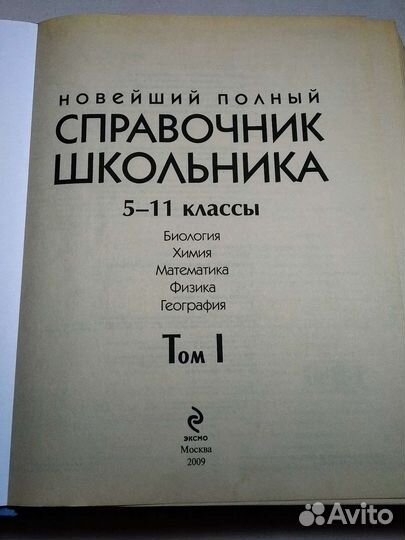 НОВЕЙШИЙ ПОЛНЫЙ
СПРАВОЧНИК
ШКОЛЬНИКА
5–11 КЛАССЫ
Биология
Химия
Математика
Физика
География
Том I
ЭКСМО
Москва
2009
Avito